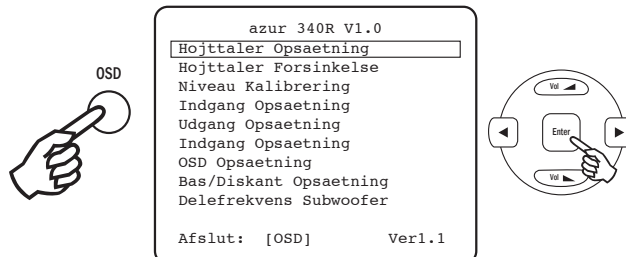 OSD
azur 340R V1.0
Hojttaler Opsaetning
Hojttaler Forsinkelse
Niveau Kalibrering
Indgang Opsaetning
Udgang Opsaetning
Indgang Opsaetning
OSD Opsaetning
Bas/Diskant Opsaetning
Delefrekvens Subwoofer
Afslut: [OSD] Ver1.1
Vol
Enter
Vol